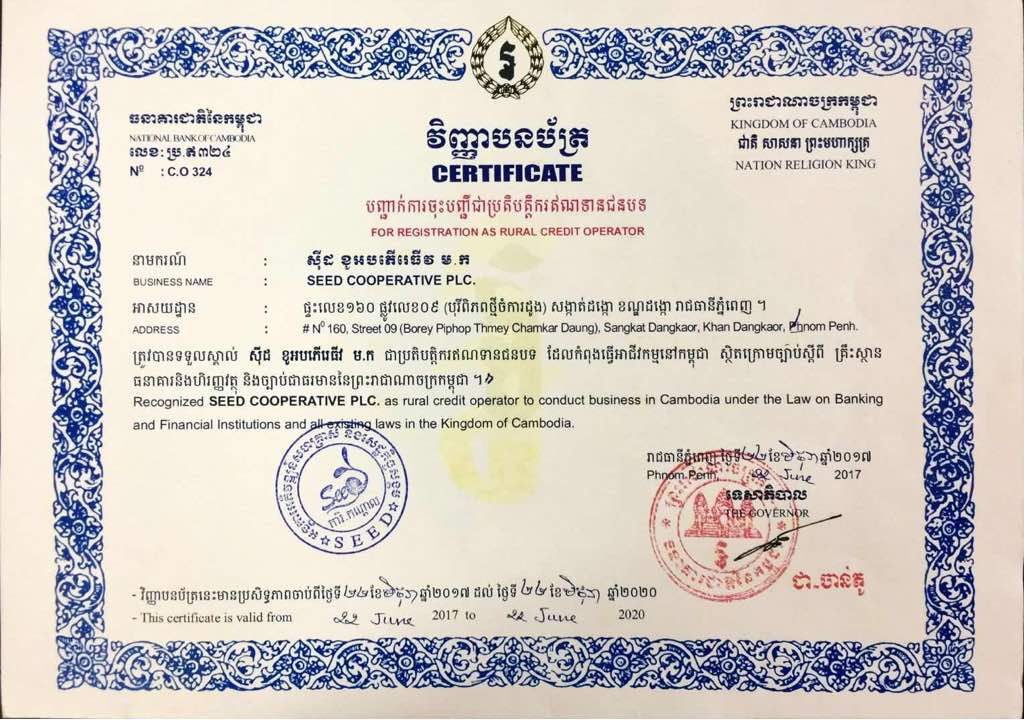 ធនាគារជាតិនៃកម្ពុជា
NATIONAL BANK OF CAMBODIA
លេខ: ប្រ.ឥ៣២៤
Nº : C.O 324
ព្រះរាជាណាចក្រកម្ពុជា
KINGDOM OF CAMBODIA
ជាតិ សាសនា ព្រះមហាក្សត្រ
NATION RELIGION KING
វិញ្ញាបនប័ត្រ
CERTIFICATE
បញ្ជាក់ការចុះបញ្ជីជាប្រតិបត្តិករឥណទានជនបទ
FOR REGISTRATION AS RURAL CREDIT OPERATOR
នាមករណ៍ : ស៊ីដ ខូអបភើរេធីវ ម.ក
BUSINESS NAME : SEED COOPERATIVE PLC.
អាសយដ្ឋាន : ផ្ទះលេខ១៦០ ផ្លូវលេខ០៩ (បុរីពិភពថ្មីចំការដូង) សង្កាត់ដង្កោ ខណ្ឌដង្កោ រាជធានីភ្នំពេញ ។
ADDRESS : # Nº 160, Street 09 (Borey Piphop Thmey Chamkar Daung), Sangkat Dangkaor, Khan Dangkaor, Phnom Penh.
ត្រូវបានទទួលស្គាល់ ស៊ីដ ខូអបភើរធីវ ម.ក ជាប្រតិបត្តិករឥណទានជនបទ ដែលកំពុងធ្វើអាជីវកម្មនៅកម្ពុជា ស្ថិតក្រោមច្បាប់ស្តីពី គ្រឹះស្ថាន
ធនាគារនិងហិរញ្ញវត្ថុ និងច្បាប់ជាធរមាននៃព្រះរាជាណាចក្រកម្ពុជា ។
Recognized SEED COOPERATIVE PLC. as rural credit operator to conduct business in Cambodia under the Law on Banking
and Financial Institutions and all existing laws in the Kingdom of Cambodia.
រាជធានីភ្នំពេញ ថ្ងៃទី២២ខែមិថុនាឆ្នាំ២០១៧
Phnom Penh, 22 June 2017
ទេសាភិបាល
THE GOVERNOR
ជា-ចាន់តូ
Seed
SEED
- វិញ្ញាបនប័ត្រនេះមានប្រសិទ្ធភាពចាប់ពីថ្ងៃទី២២ខែមិថុនាឆ្នាំ២០១៧ ដល់ ថ្ងៃទី២២ខែមិថុនា ឆ្នាំ២០២០
- This certificate is valid from 22 June 2017 to 22 June 2020